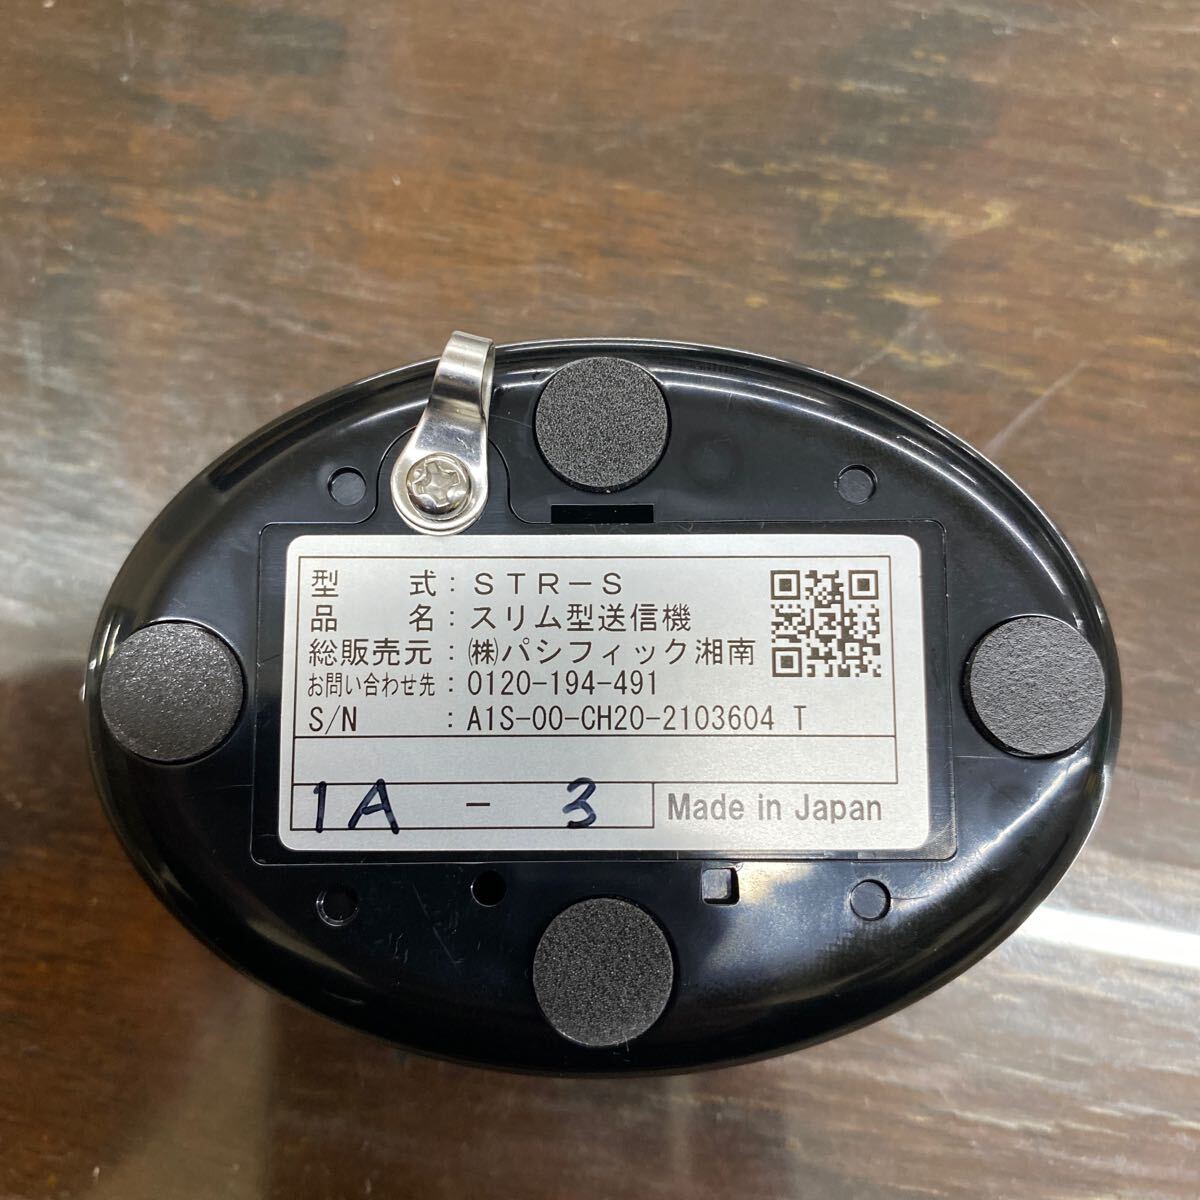 型　　式：ＳＴＲ－Ｓ
品　　名：スリム型送信機
総販売元：㈱パシフィック湘南
お問い合わせ先：0120-194-491
S/N　　：A1S-00-CH20-2103604 T
1A - 3
Made in Japan